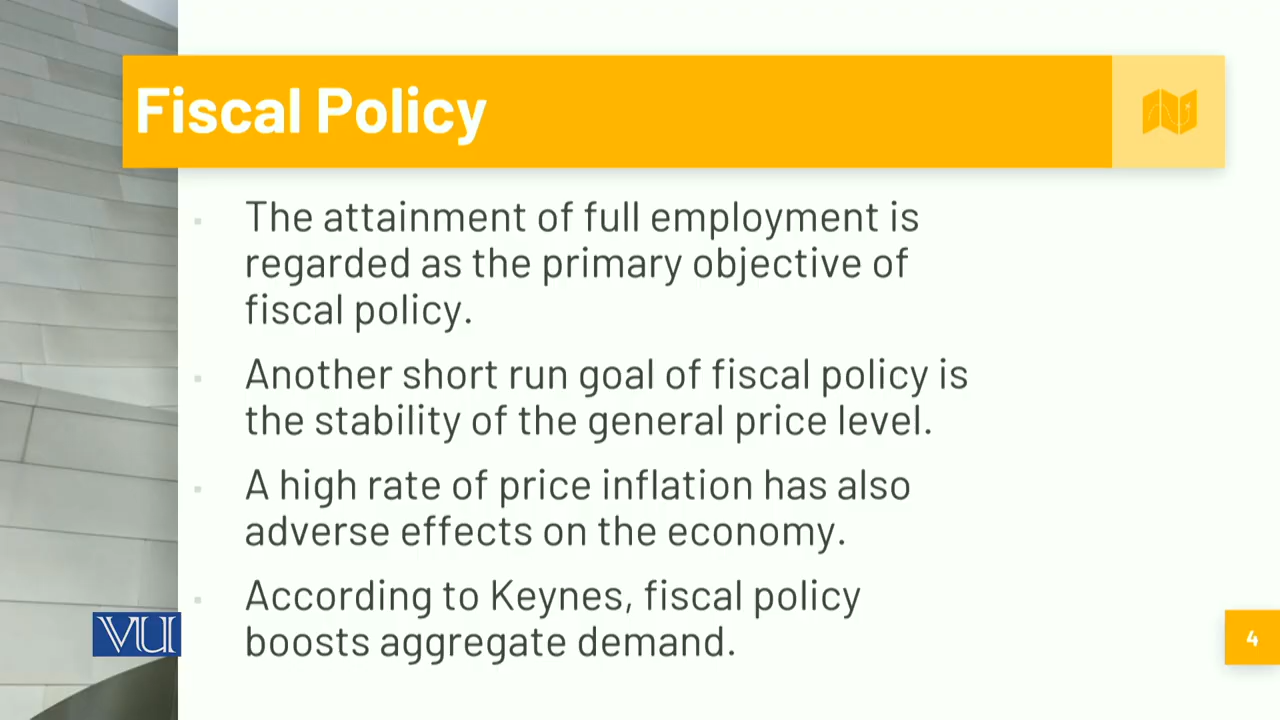 Fiscal Policy
The attainment of full employment is
regarded as the primary objective of
fiscal policy.
Another short run goal of fiscal policy is
the stability of the general price level.
A high rate of price inflation has also
adverse effects on the economy.
According to Keynes, fiscal policy
boosts aggregate demand.
VU
4